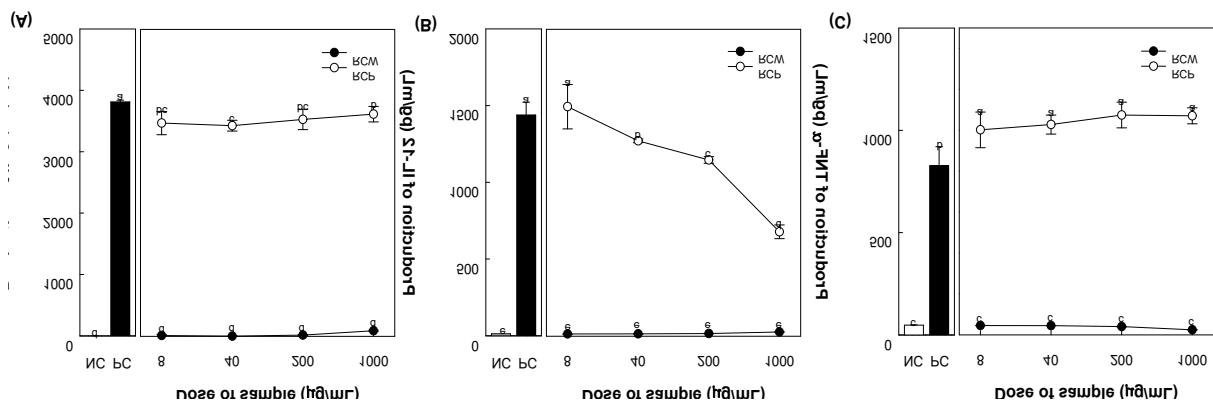 (A)
5000
4000
3000
2000
1000
0
RCW
RCP
a
bc
c
bc
b
d
d
d
d
d
NC PC
8 40 200 1000
Dose of sample (μg/mL)
(B)
Production of IL-12 (pg/mL)
2000
1500
1000
500
0
RCW
RCP
a
a
b
c
d
e
e
e
e
e
NC PC
8 40 200 1000
Dose of sample (μg/mL)
(C)
Production of TNF-α (pg/mL)
1500
1000
500
0
RCW
RCP
b
a
a
a
a
c
c
c
c
c
NC PC
8 40 200 1000
Dose of sample (μg/mL)